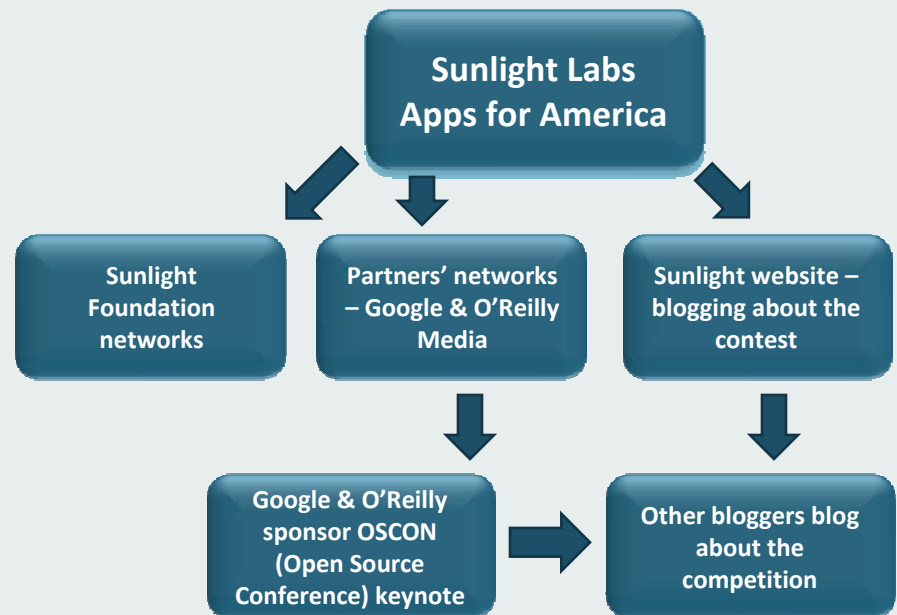 Sunlight Labs
Apps for America
Sunlight
Foundation
networks
Partners’ networks
– Google & O’Reilly
Media
Sunlight website –
blogging about the
contest
Google & O’Reilly
sponsor OSCON
(Open Source
Conference) keynote
Other bloggers blog
about the
competition